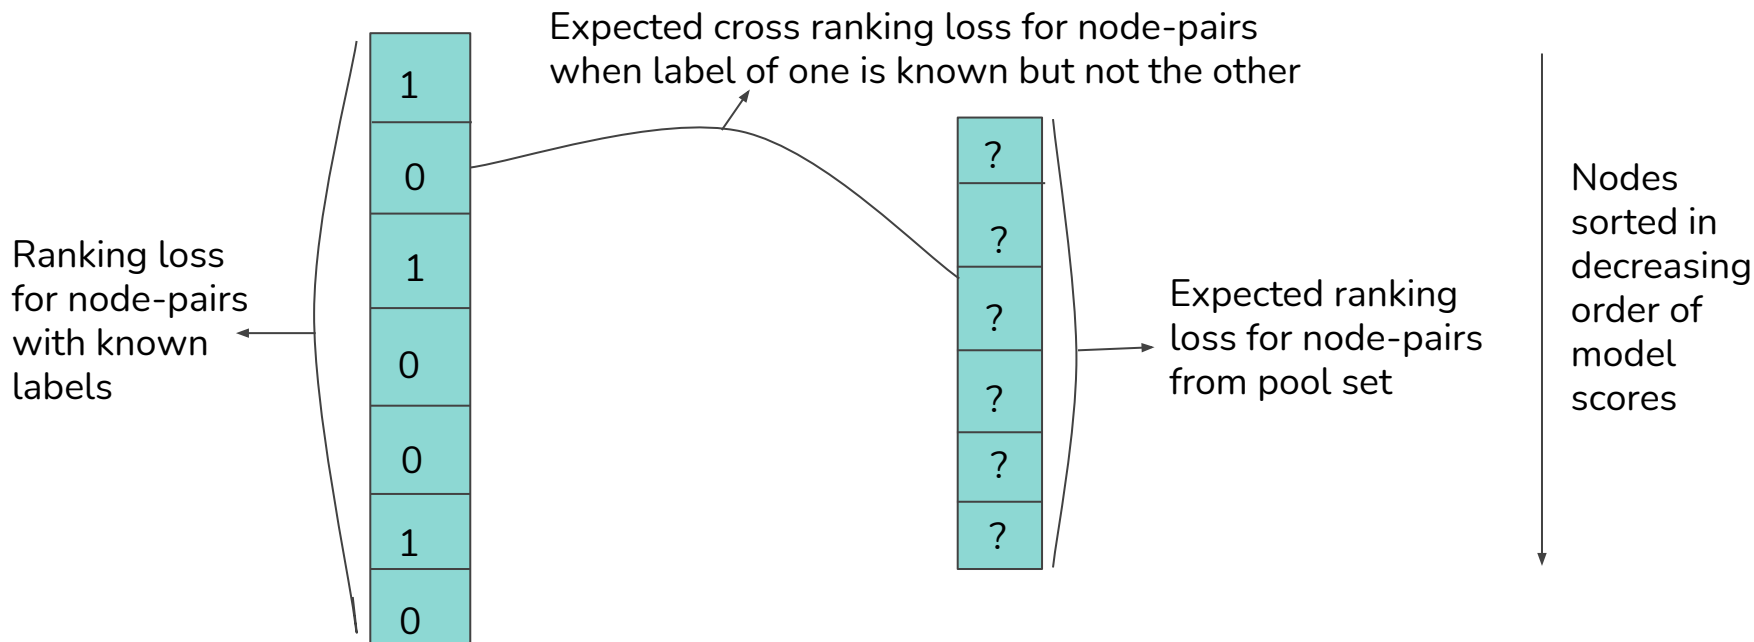 Expected cross ranking loss for node-pairs
when label of one is known but not the other
Ranking loss
for node-pairs
with known
labels
1
0
1
0
0
1
0
?
?
?
?
?
?
Expected ranking
loss for node-pairs
from pool set
Nodes
sorted in
decreasing
order of
model
scores